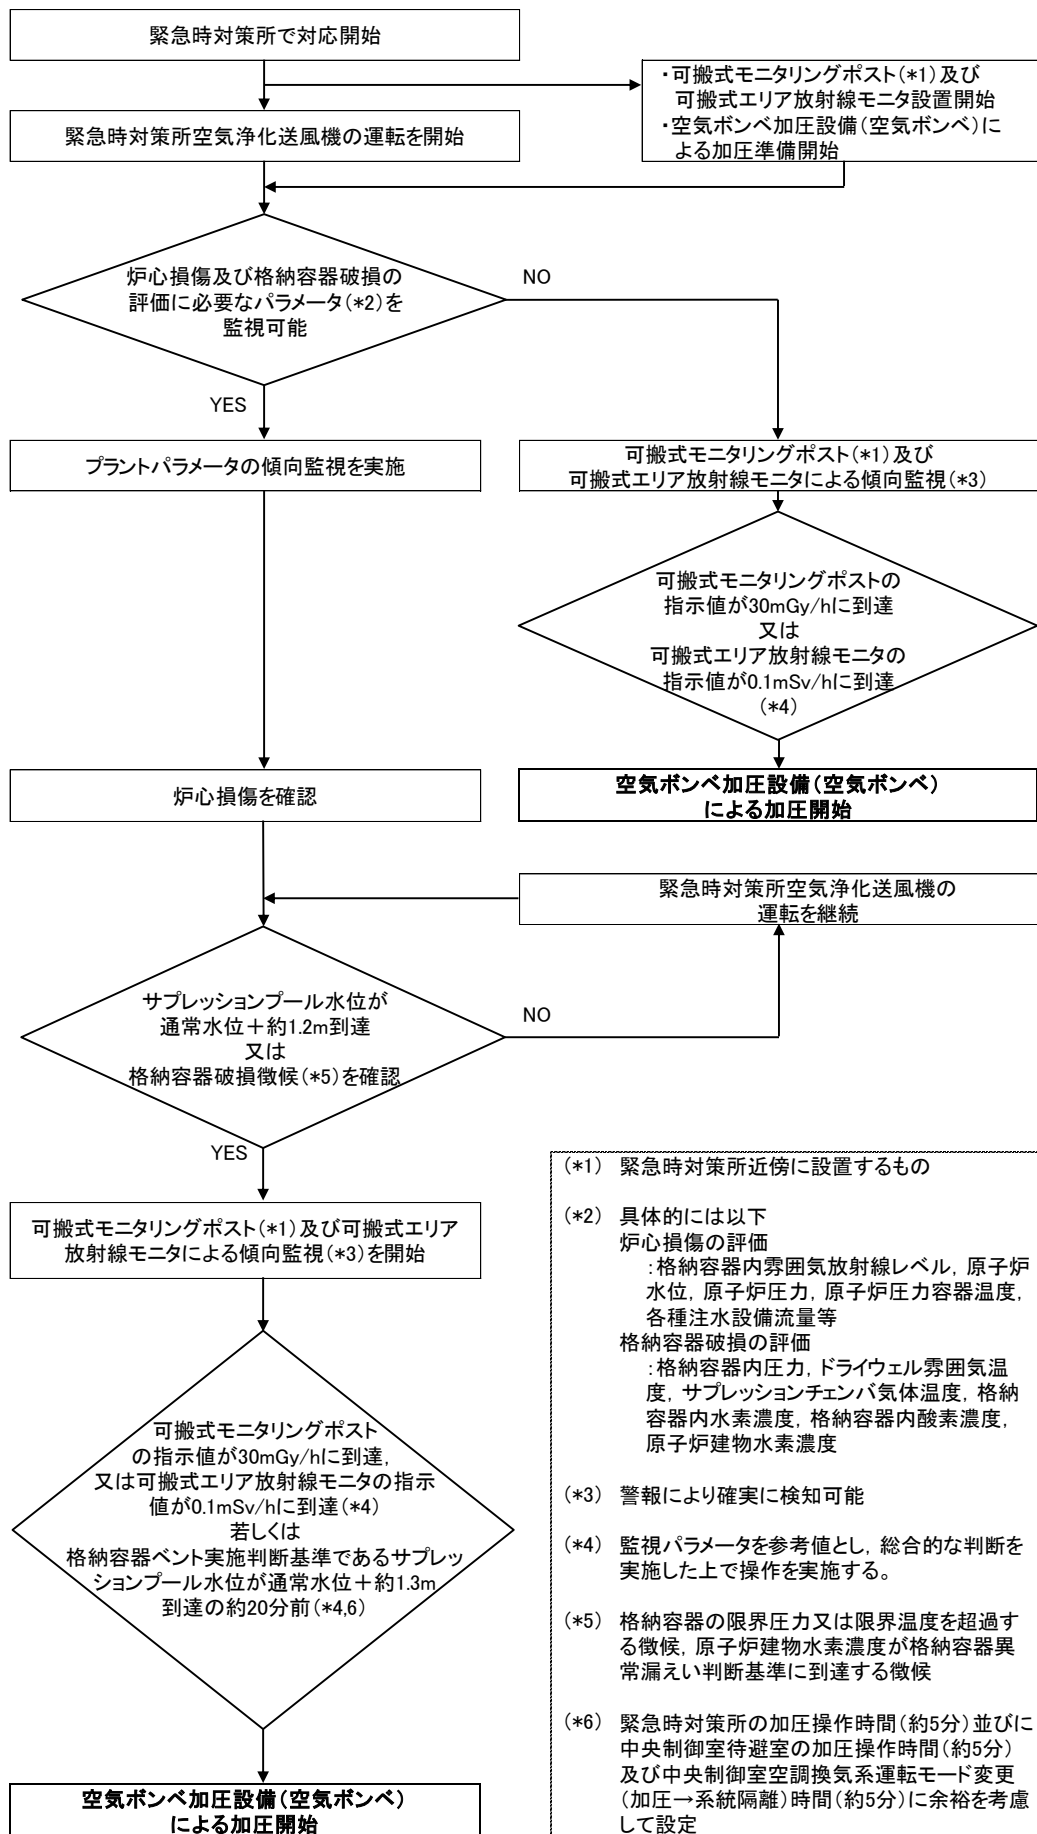 緊急時対策所で対応開始
・可搬式モニタリングポスト(*1)及び
可搬式エリア放射線モニタ設置開始
・空気ボンベ加圧設備(空気ボンベ)に
よる加圧準備開始
緊急時対策所空気浄化送風機の運転を開始
炉心損傷及び格納容器破損の
評価に必要なパラメータ(*2)を
監視可能
NO
YES
プラントパラメータの傾向監視を実施
可搬式モニタリングポスト(*1)及び
可搬式エリア放射線モニタによる傾向監視(*3)
可搬式モニタリングポストの
指示値が30mGy/hに到達
又は
可搬式エリア放射線モニタの
指示値が0.1mSv/hに到達
(*4)
空気ボンベ加圧設備(空気ボンベ)
による加圧開始
炉心損傷を確認
緊急時対策所空気浄化送風機の
運転を継続
サプレッションプール水位が
通常水位+約1.2m到達
又は
格納容器破損徴候(*5)を確認
NO
YES
可搬式モニタリングポスト(*1)及び可搬式エリア
放射線モニタによる傾向監視(*3)を開始
可搬式モニタリングポスト
の指示値が30mGy/hに到達,
又は可搬式エリア放射線モニタの指示
値が0.1mSv/hに到達(*4)
若しくは
格納容器ベント実施判断基準であるサプレッ
ションプール水位が通常水位+約1.3m
到達の約20分前(*4,6)
空気ボンベ加圧設備(空気ボンベ)
による加圧開始
(*1) 緊急時対策所近傍に設置するもの
(*2) 具体的には以下
炉心損傷の評価
:格納容器内雰囲気放射線レベル, 原子炉
水位, 原子炉圧力, 原子炉圧力容器温度,
各種注水設備流量等
格納容器破損の評価
:格納容器内圧力, ドライウェル雰囲気温
度, サプレッションチェンバ気体温度, 格納
容器内水素濃度, 格納容器内酸素濃度,
原子炉建物水素濃度
(*3) 警報により確実に検知可能
(*4) 監視パラメータを参考値とし, 総合的な判断を
実施した上で操作を実施する。
(*5) 格納容器の限界圧力又は限界温度を超過す
る徴候, 原子炉建物水素濃度が格納容器異
常漏えい判断基準に到達する徴候
(*6) 緊急時対策所の加圧操作時間(約5分)並びに
中央制御室待避室の加圧操作時間(約5分)
及び中央制御室空調換気系運転モード変更
(加圧→系統隔離)時間(約5分)に余裕を考慮
して設定